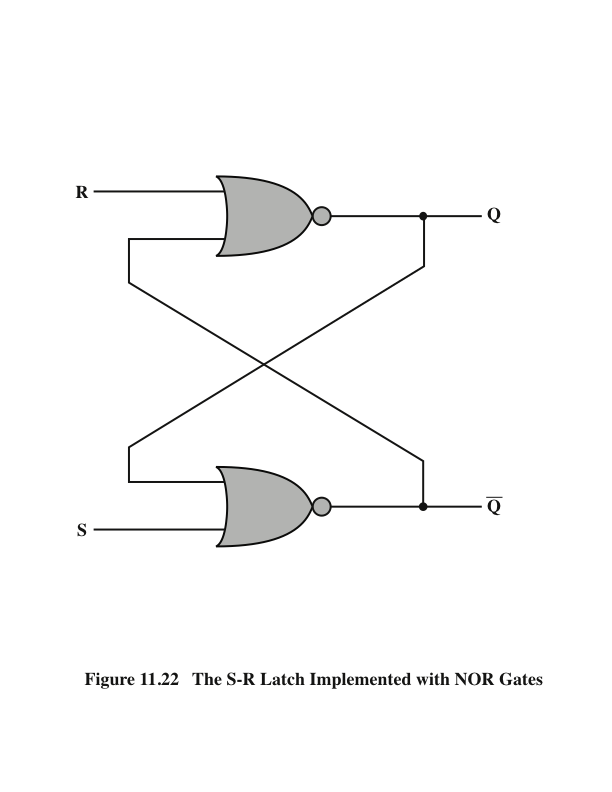 R
Q
S
Q̅
Figure 11.22 The S-R Latch Implemented with NOR Gates